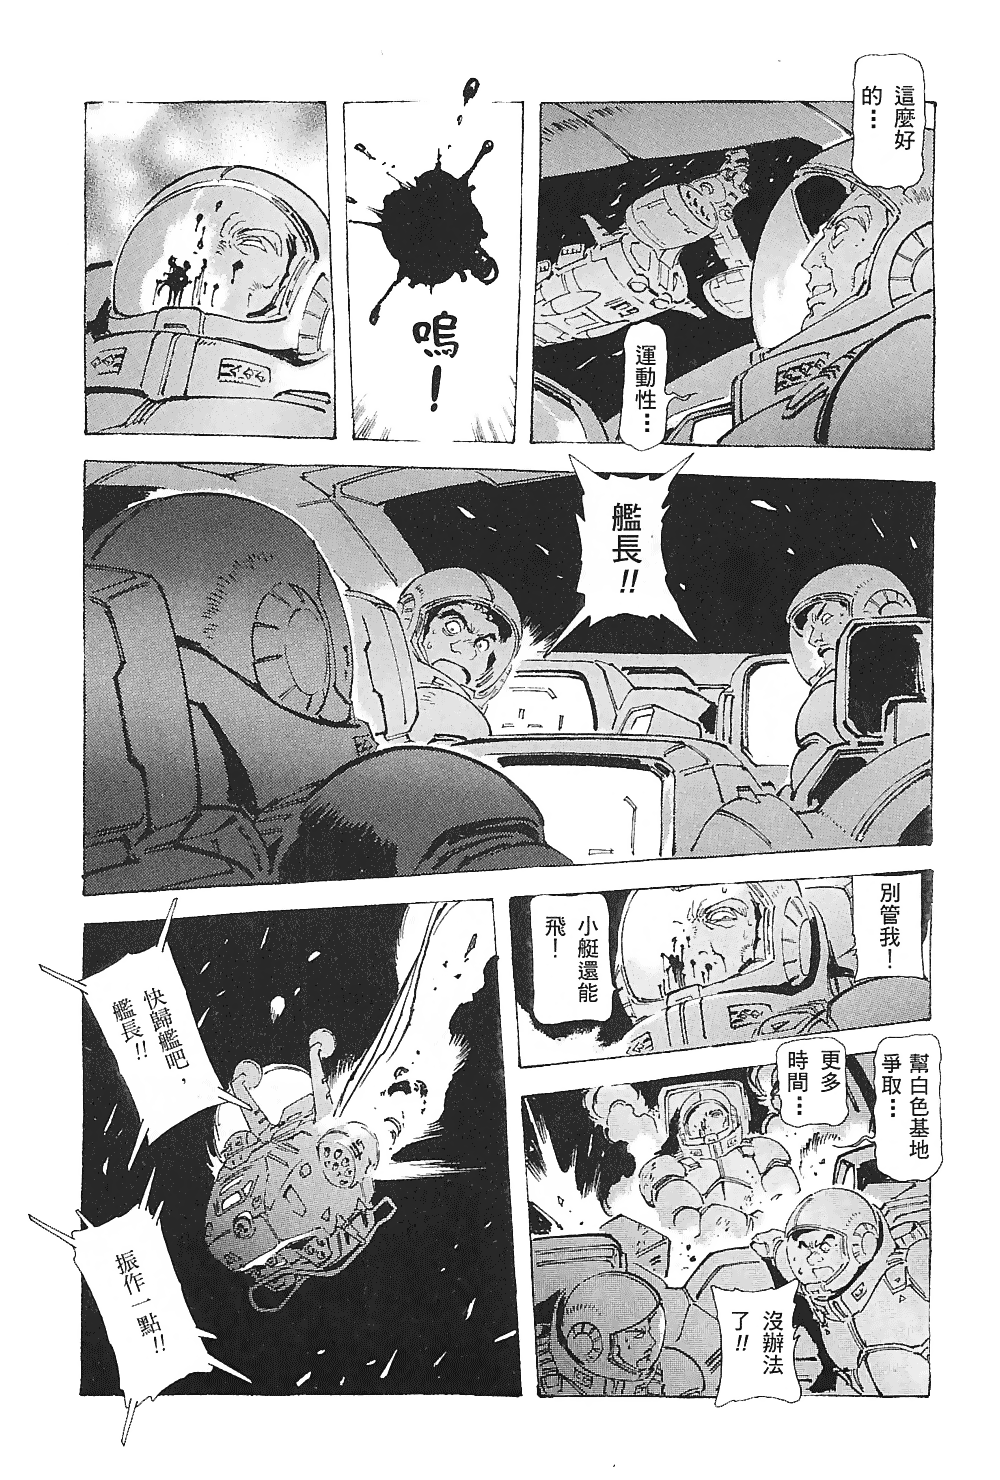 這麼好
的…
運動性…
嗚！
艦長!!
別管我！
小艇還能
飛！
幫白色基地
爭取…
更多
時間…
沒辦法
了!!
快歸艦吧，
艦長!!
振作一點!!